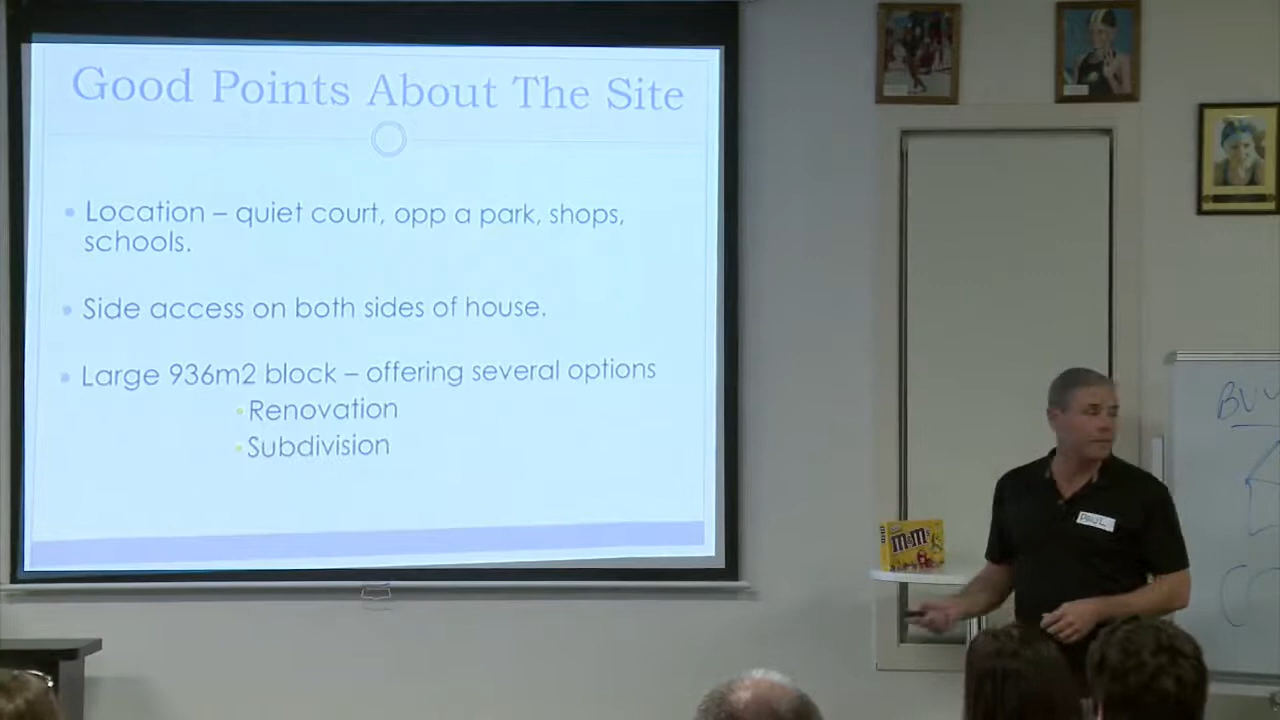 Good Points About The Site
• Location – quiet court, opp a park, shops,
schools.
• Side access on both sides of house.
• Large 936m2 block – offering several options
• Renovation
• Subdivision
m&m's
PAUL